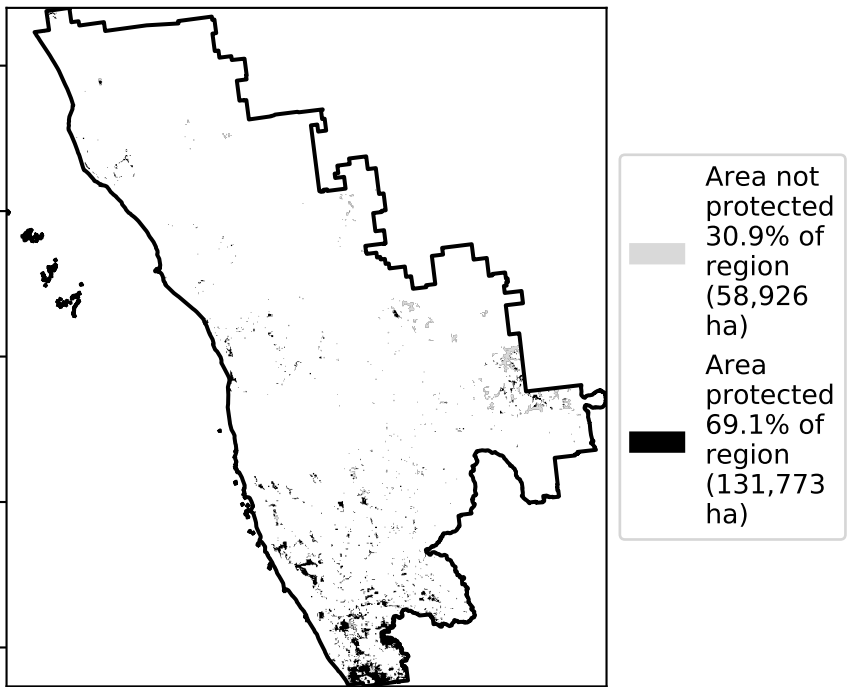 Area not
protected
30.9% of
region
(58,926
ha)
Area
protected
69.1% of
region
(131,773
ha)